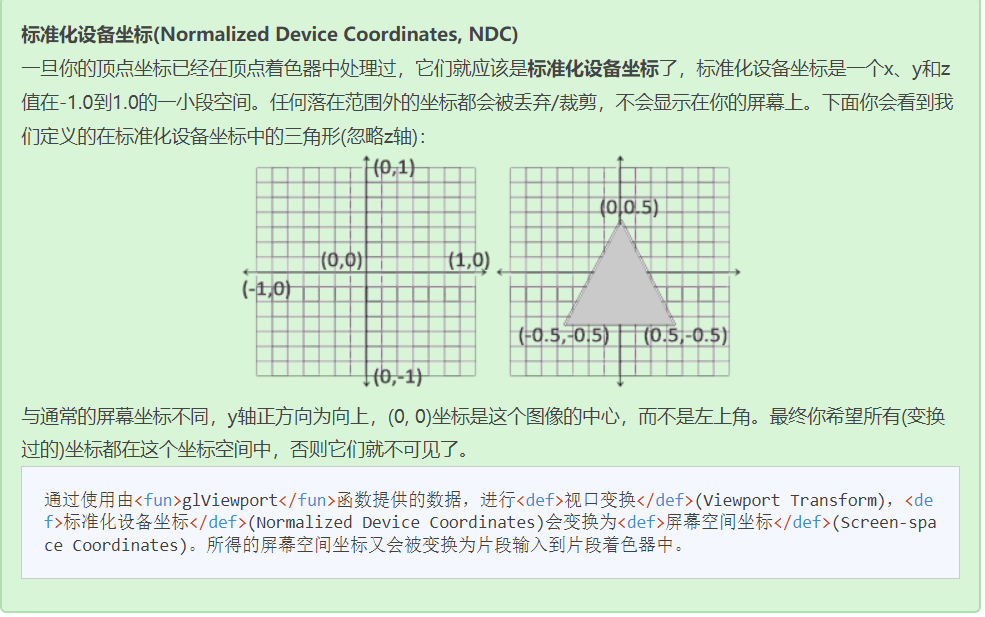 标准化设备坐标(Normalized Device Coordinates, NDC)
一旦你的顶点坐标已经在顶点着色器中处理过，它们就应该是标准化设备坐标了，标准化设备坐标是一个x、y和z
值在-1.0到1.0的一小段空间。任何落在范围外的坐标都会被丢弃/裁剪，不会显示在你的屏幕上。下面你会看到我
们定义的在标准化设备坐标中的三角形(忽略z轴)：
(0,1)
(0,0)
(1,0)
(-1,0)
(0,-1)
(0,0.5)
(-0.5,-0.5)
(0.5,-0.5)
与通常的屏幕坐标不同，y轴正方向为向上，(0, 0)坐标是这个图像的中心，而不是左上角。最终你希望所有(变换
过的)坐标都在这个坐标空间中，否则它们就不可见了。
通过使用由<fun>glViewport</fun>函数提供的数据，进行<def>视口变换</def>(Viewport Transform)，<de
f>标准化设备坐标</def>(Normalized Device Coordinates)会变换为<def>屏幕空间坐标</def>(Screen-spa
ce Coordinates)。所得的屏幕空间坐标又会被变换为片段输入到片段着色器中。